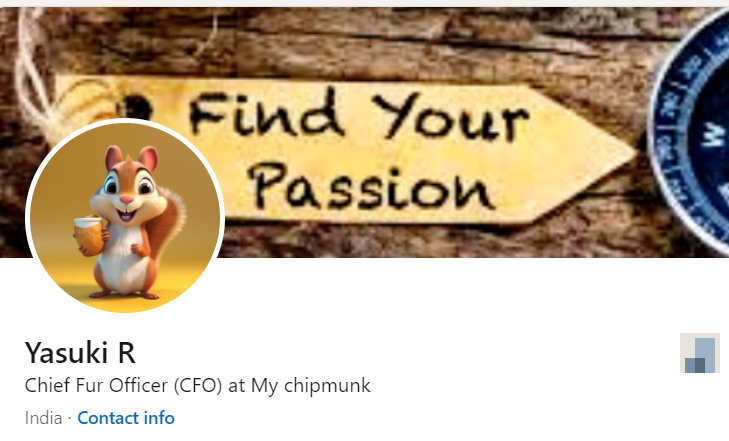 Find Your
Passion
W
Yasuki R
Chief Fur Officer (CFO) at My chipmunk
India · Contact info